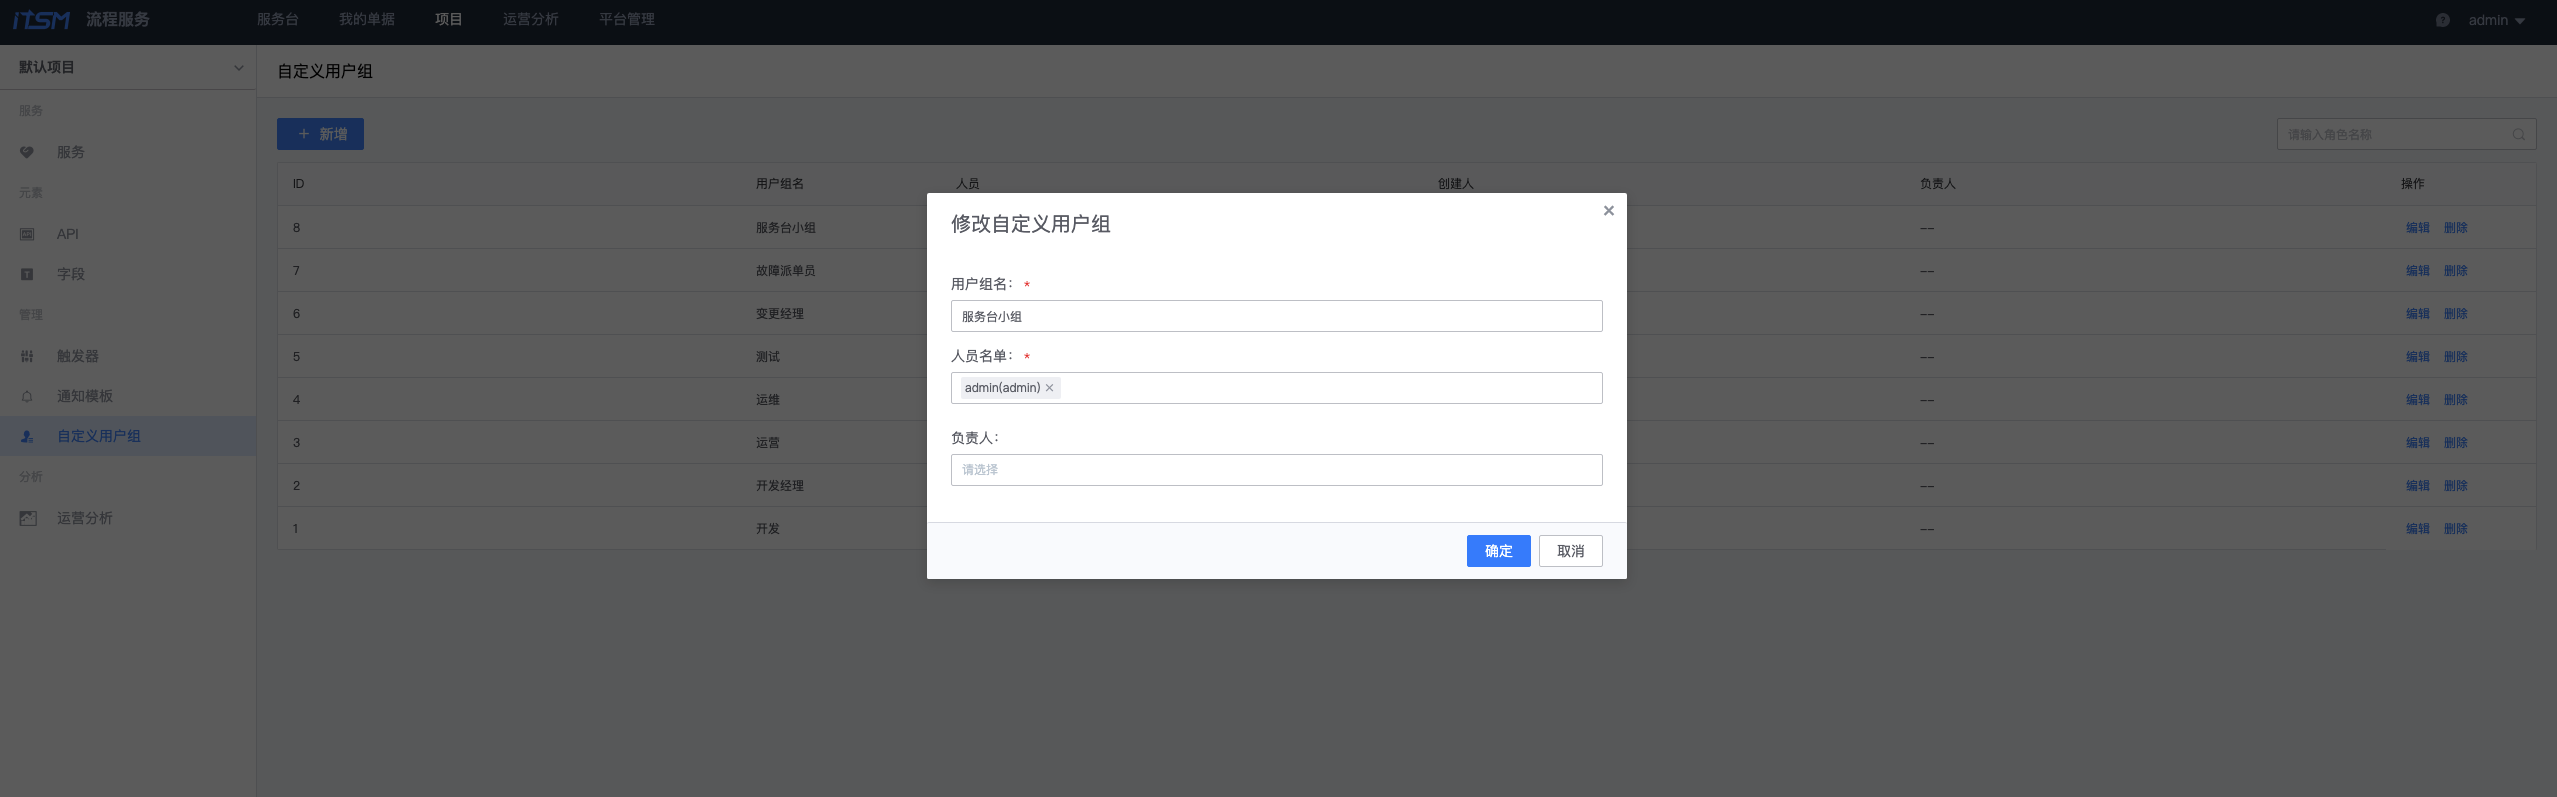 iTSM 流程服务 服务台 我的单据 项目 运营分析 平台管理 admin
默认项目
自定义用户组
服务
服务
元素
API
字段
管理
触发器
通知模板
自定义用户组
分析
运营分析
+ 新增
请输入角色名称
ID 用户组名 人员 创建人 负责人 操作
8 服务台小组 -- 编辑 删除
7 故障派单员 -- 编辑 删除
6 变更经理 -- 编辑 删除
5 测试 -- 编辑 删除
4 运维 -- 编辑 删除
3 运营 -- 编辑 删除
2 开发经理 -- 编辑 删除
1 开发 -- 编辑 删除
修改自定义用户组
用户组名： *
服务台小组
人员名单： *
admin(admin)
负责人：
请选择
确定 取消